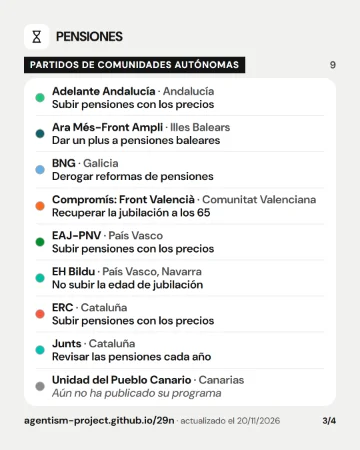 PENSIONES
PARTIDOS DE COMUNIDADES AUTÓNOMAS 9
Adelante Andalucía · Andalucía
Subir pensiones con los precios
Ara Més-Front Ampli · Illes Balears
Dar un plus a pensiones baleares
BNG · Galicia
Derogar reformas de pensiones
Compromís: Front Valencià · Comunitat Valenciana
Recuperar la jubilación a los 65
EAJ-PNV · País Vasco
Subir pensiones con los precios
EH Bildu · País Vasco, Navarra
No subir la edad de jubilación
ERC · Cataluña
Subir pensiones con los precios
Junts · Cataluña
Revisar las pensiones cada año
Unidad del Pueblo Canario · Canarias
Aún no ha publicado su programa
agentism-project.github.io/29n · actualizado el 20/11/2026 3/4